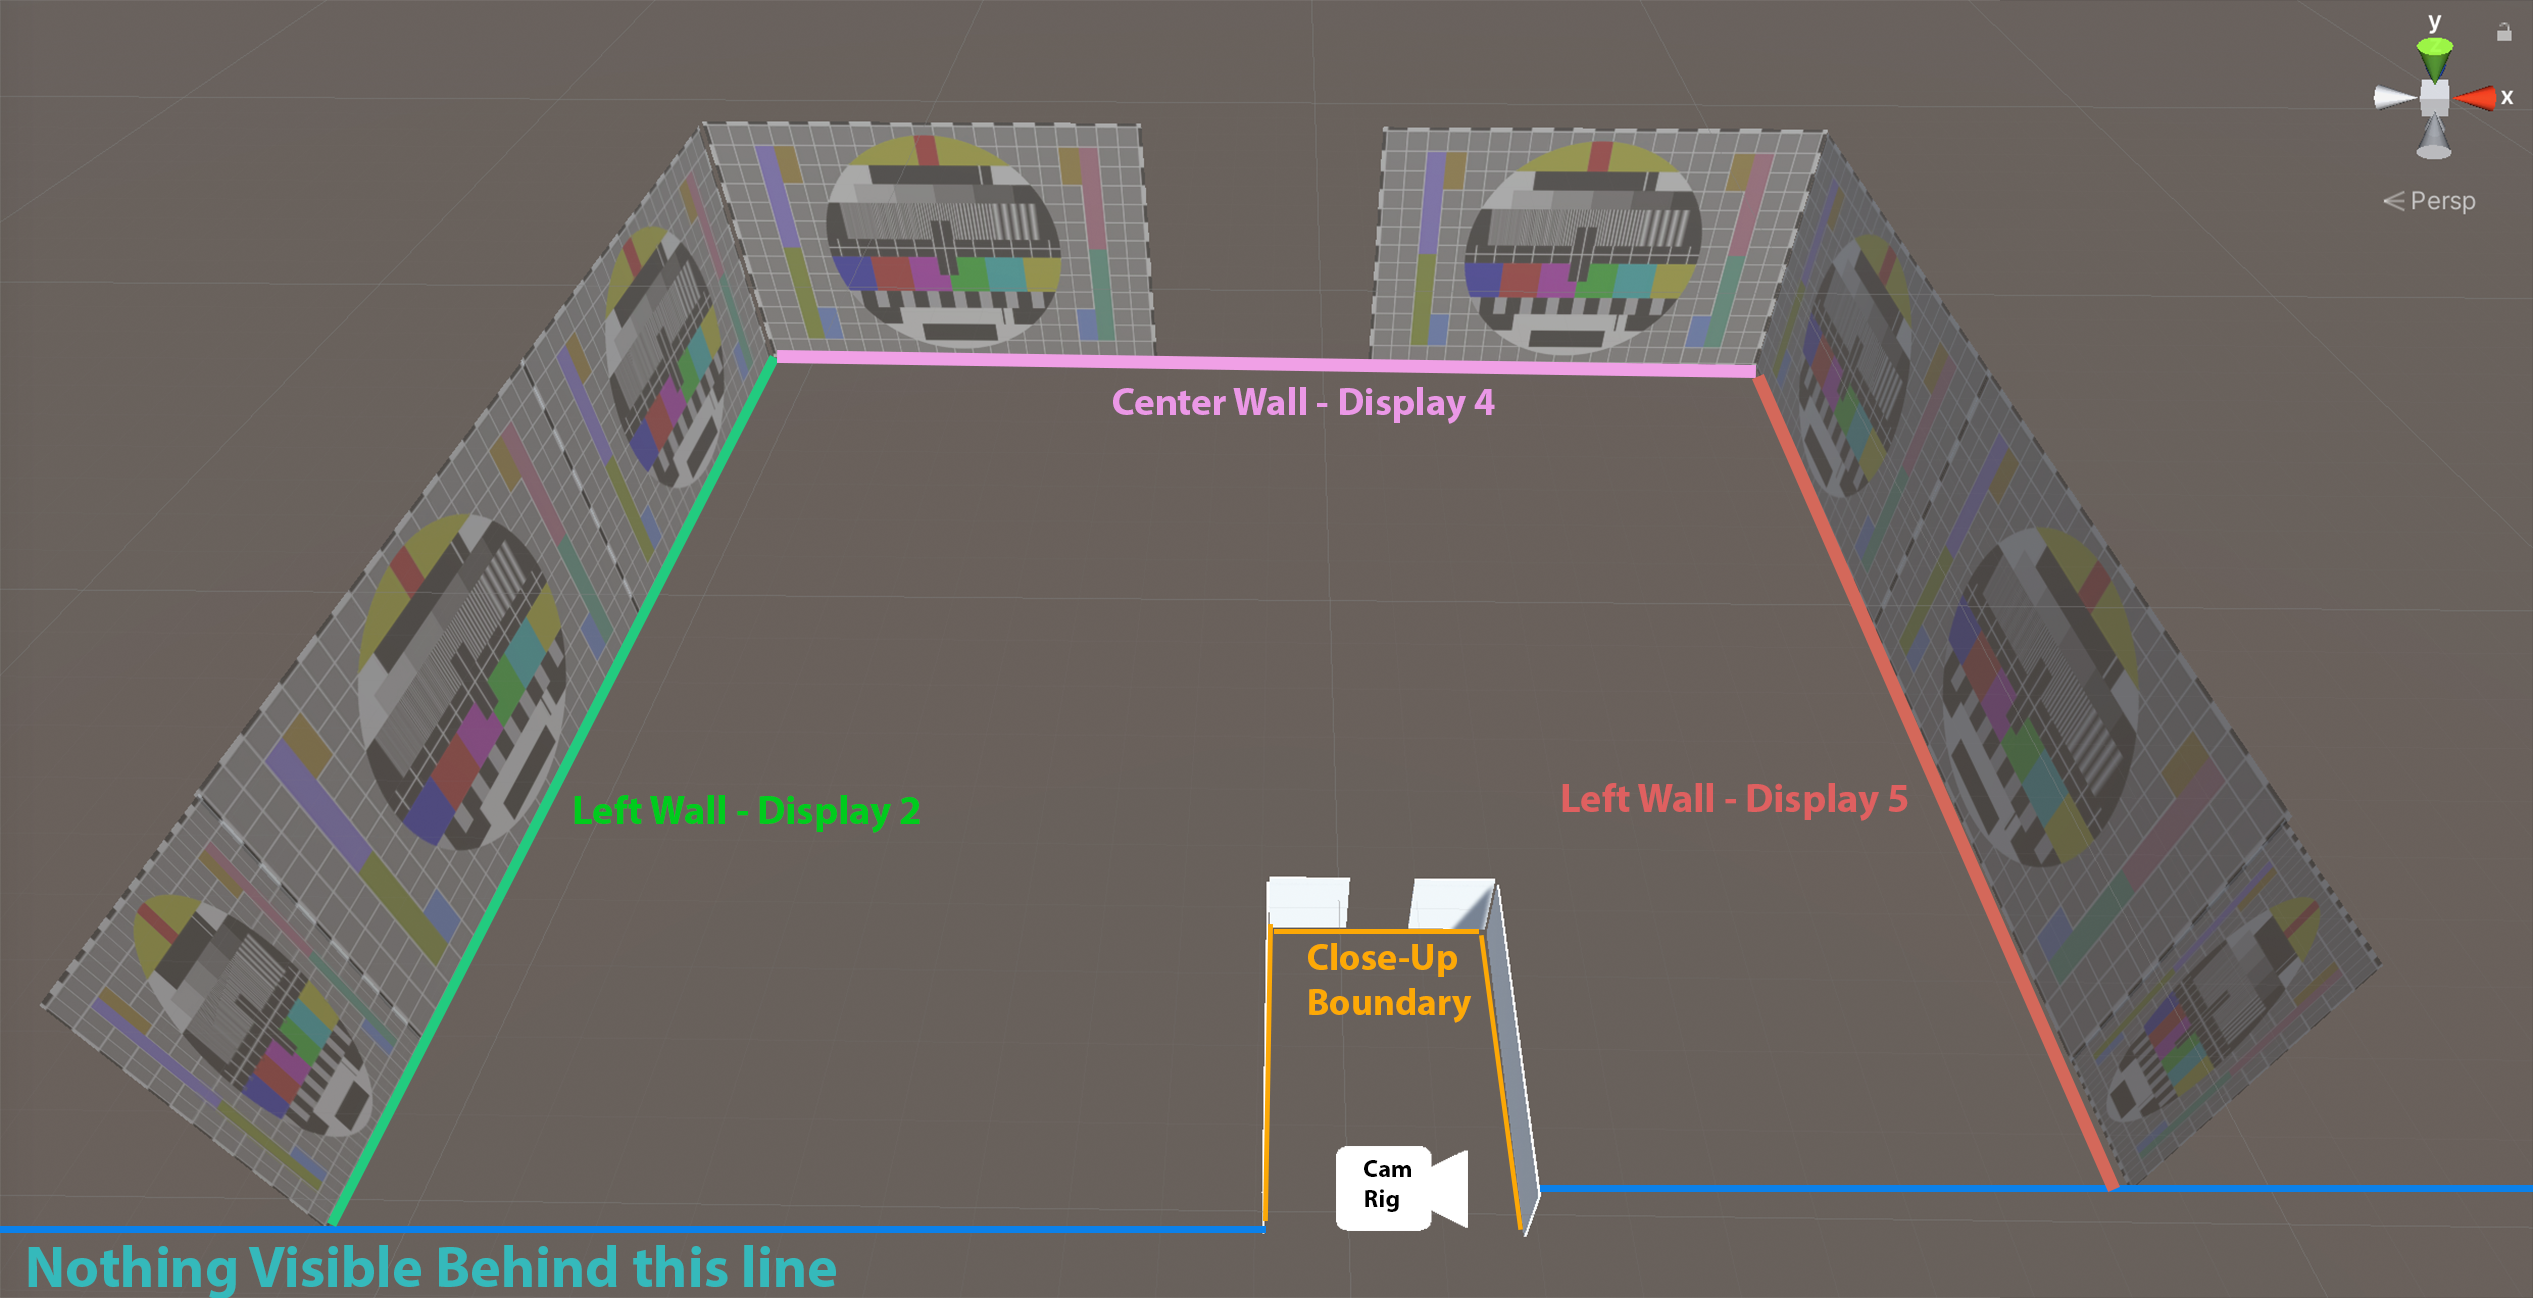 y
x
< Persp
Center Wall - Display 4
Left Wall - Display 2
Left Wall - Display 5
Close-Up
Boundary
Cam
Rig
Nothing Visible Behind this line